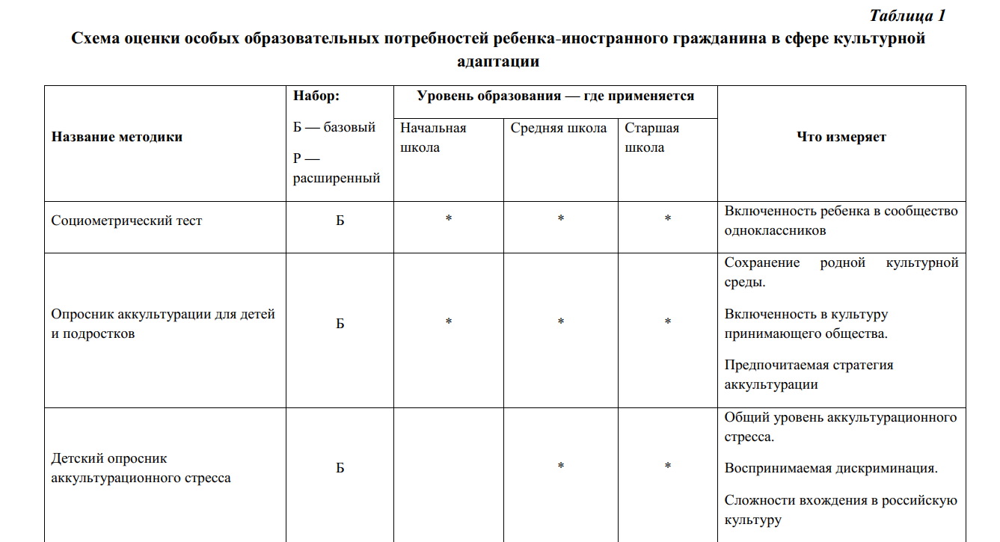 Таблица 1
Схема оценки особых образовательных потребностей ребенка-иностранного гражданина в сфере культурной
адаптации
Название методики
Набор:
Б — базовый
Р —
расширенный
Уровень образования — где применяется
Начальная
школа
Средняя школа
Старшая
школа
Что измеряет
Социометрический тест
Б
*
*
*
Включенность ребенка в сообщество
одноклассников
Опросник аккультурации для детей
и подростков
Б
*
*
*
Сохранение родной культурной
среды.
Включенность в культуру
принимающего общества.
Предпочитаемая стратегия
аккультурации
Детский опросник
аккультурационного стресса
Б
*
*
Общий уровень аккультурационного
стресса.
Воспринимаемая дискриминация.
Сложности вхождения в российскую
культуру